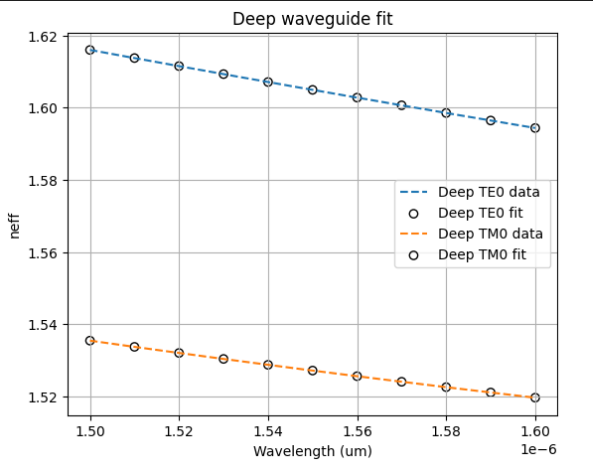 Deep waveguide fit
1.62
1.60
1.58
1.56
1.54
1.52
neff
Deep TE0 data
Deep TE0 fit
Deep TM0 data
Deep TM0 fit
1.50 1.52 1.54 1.56 1.58 1.60
1e-6
Wavelength (um)